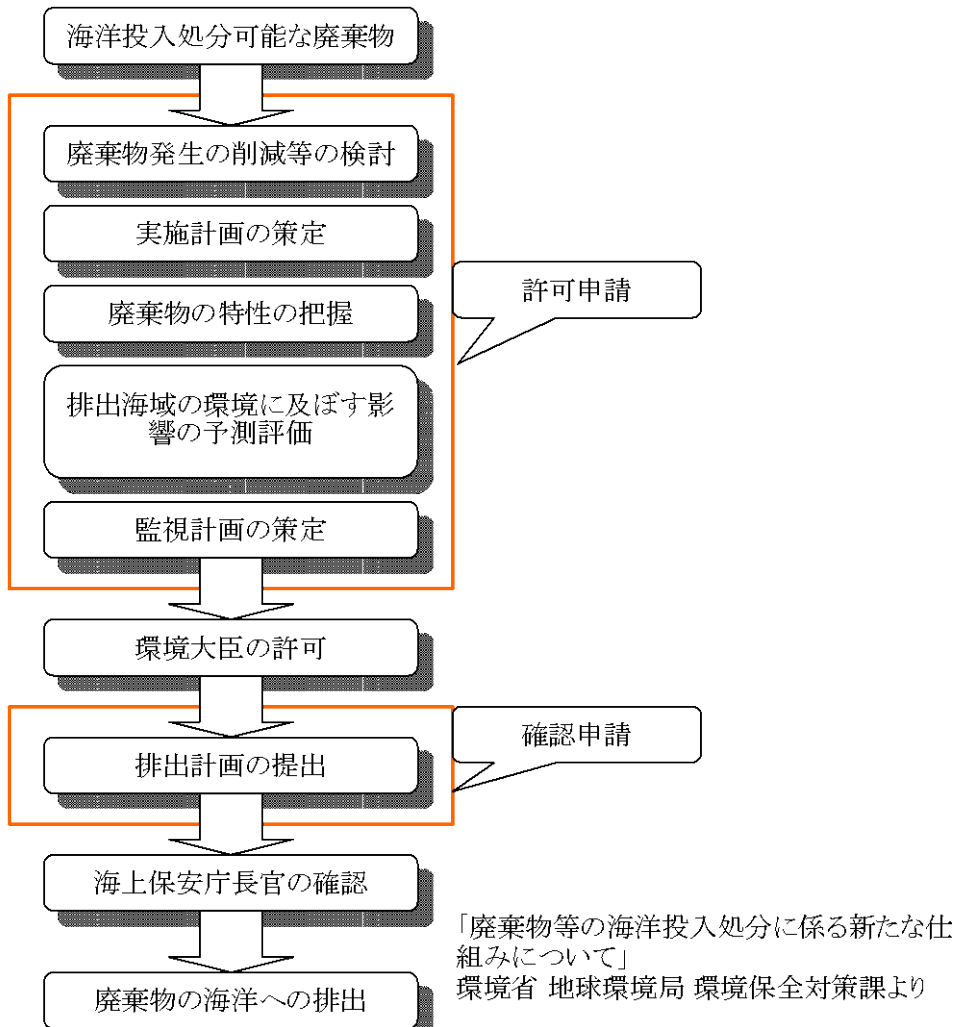 海洋投入処分可能な廃棄物
廃棄物発生の削減等の検討
実施計画の策定
許可申請
廃棄物の特性の把握
排出海域の環境に及ぼす影
響の予測評価
監視計画の策定
環境大臣の許可
確認申請
排出計画の提出
海上保安庁長官の確認
「廃棄物等の海洋投入処分に係る新たな仕
組みについて」
環境省 地球環境局 環境保全対策課より
廃棄物の海洋への排出